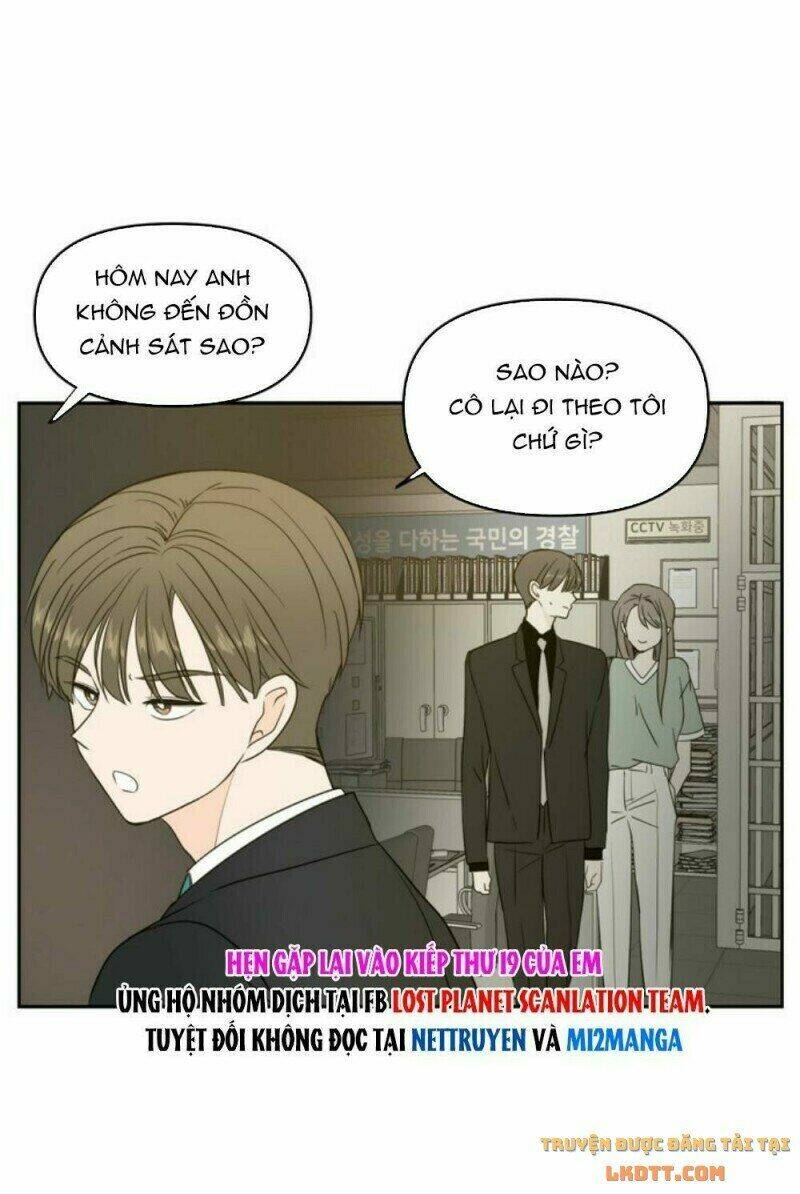 HÔM NAY ANH
KHÔNG ĐẾN ĐỒN
CẢNH SÁT SAO?
SAO NÀO?
CÔ LẠI ĐI THEO TÔI
CHỨ GÌ?
성을 다하는 국민의 경찰
CCTV 녹화중
HẸN GẶP LẠI VÀO KIẾP THƯ 19 CỦA EM
ỦNG HỘ NHÓM DỊCH TẠI FB LOST PLANET SCANLATION TEAM.
TUYỆT ĐỐI KHÔNG ĐỌC TẠI NETTRUYEN VÀ MI2MANGA
TRUYỆN ĐƯỢC ĐĂNG TẢI TẠI
LKDTT.COM